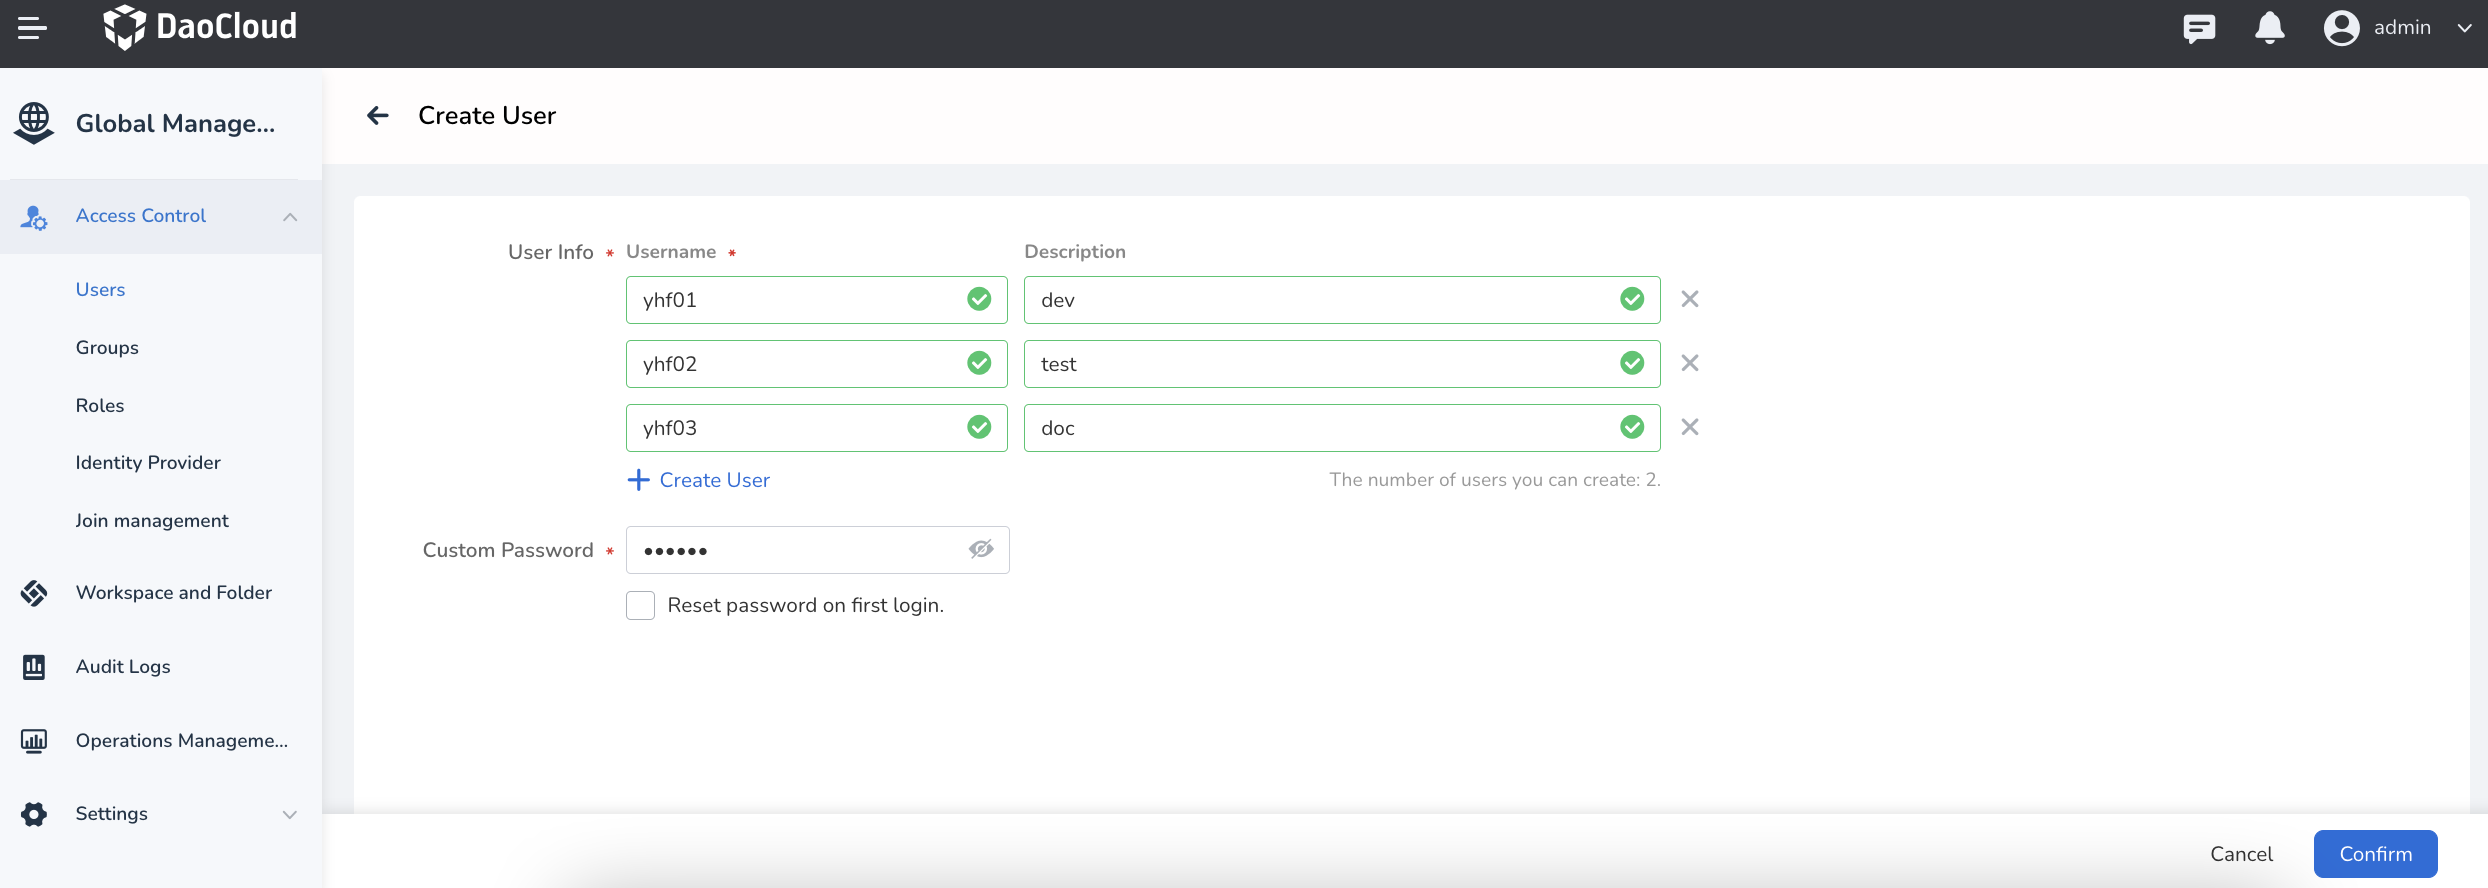 DaoCloud
admin
Global Manage...
Create User
Access Control
Users
Groups
Roles
Identity Provider
Join management
Workspace and Folder
Audit Logs
Operations Manageme...
Settings
User Info * Username * Description
yhf01 dev
yhf02 test
yhf03 doc
Create User The number of users you can create: 2.
Custom Password * ••••••
Reset password on first login.
Cancel Confirm